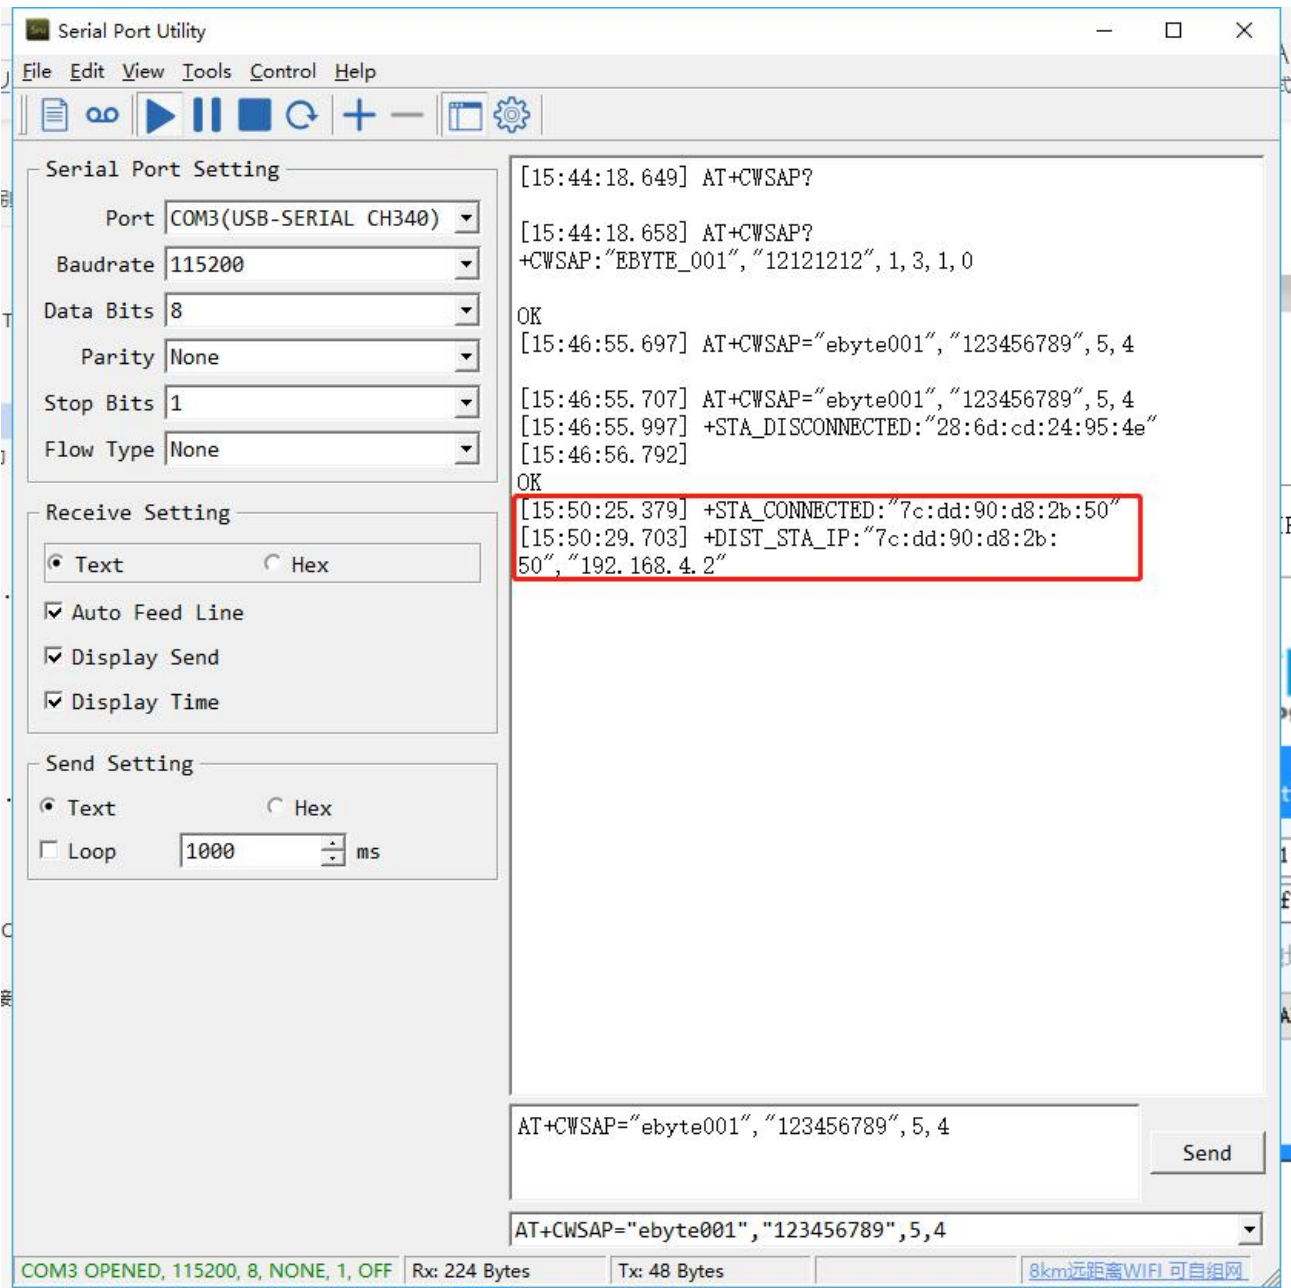 Serial Port Utility
File Edit View Tools Control Help
Serial Port Setting
Port COM3(USB-SERIAL CH340)
Baudrate 115200
Data Bits 8
Parity None
Stop Bits 1
Flow Type None
Receive Setting
Text Hex
Auto Feed Line
Display Send
Display Time
Send Setting
Text Hex
Loop 1000 ms
[15:44:18.649] AT+CWSAP?
[15:44:18.658] AT+CWSAP?
+CWSAP:"EBYTE_001","12121212",1,3,1,0
OK
[15:46:55.697] AT+CWSAP="ebyte001","123456789",5,4
[15:46:55.707] AT+CWSAP="ebyte001","123456789",5,4
[15:46:55.997] +STA_DISCONNECTED:"28:6d:cd:24:95:4e"
[15:46:56.792]
OK
[15:50:25.379] +STA_CONNECTED:"7c:dd:90:d8:2b:50"
[15:50:29.703] +DIST_STA_IP:"7c:dd:90:d8:2b:
50","192.168.4.2"
AT+CWSAP="ebyte001","123456789",5,4
Send
AT+CWSAP="ebyte001","123456789",5,4
COM3 OPENED, 115200, 8, NONE, 1, OFF Rx: 224 Bytes Tx: 48 Bytes 8km远距离WIFI 可自组网